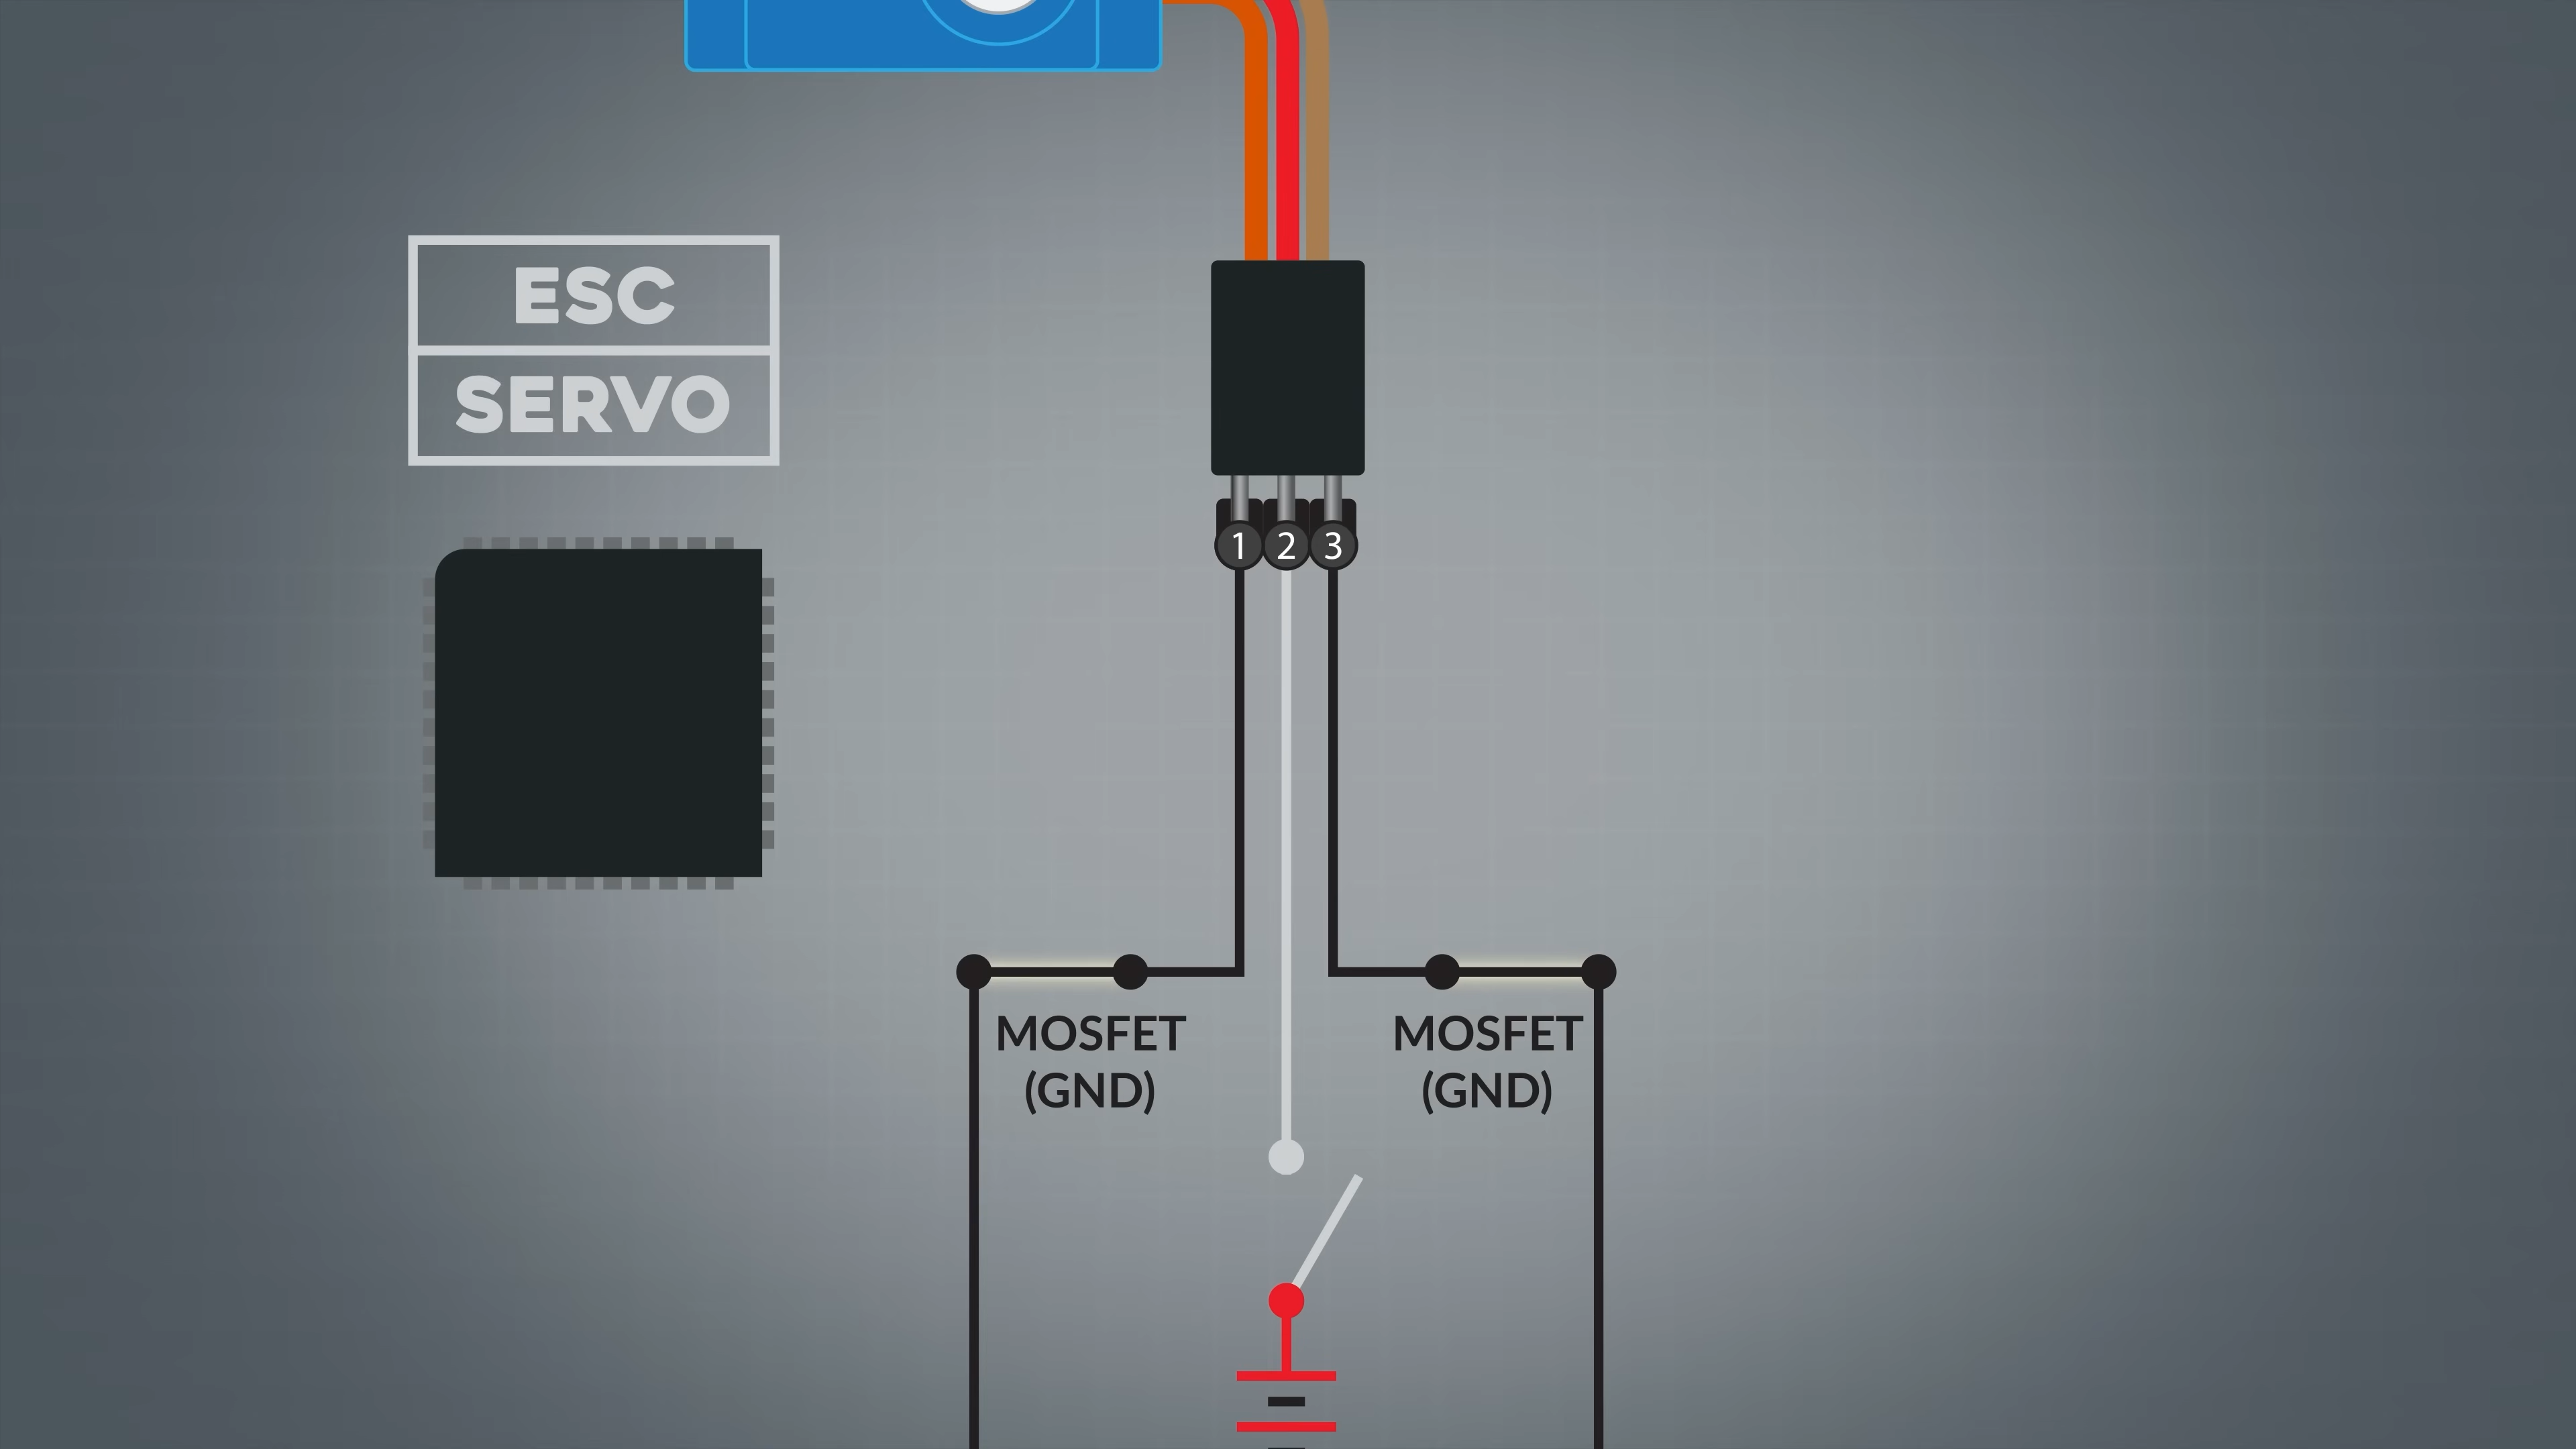 ESC
SERVO
1 2 3
MOSFET
(GND)
MOSFET
(GND)